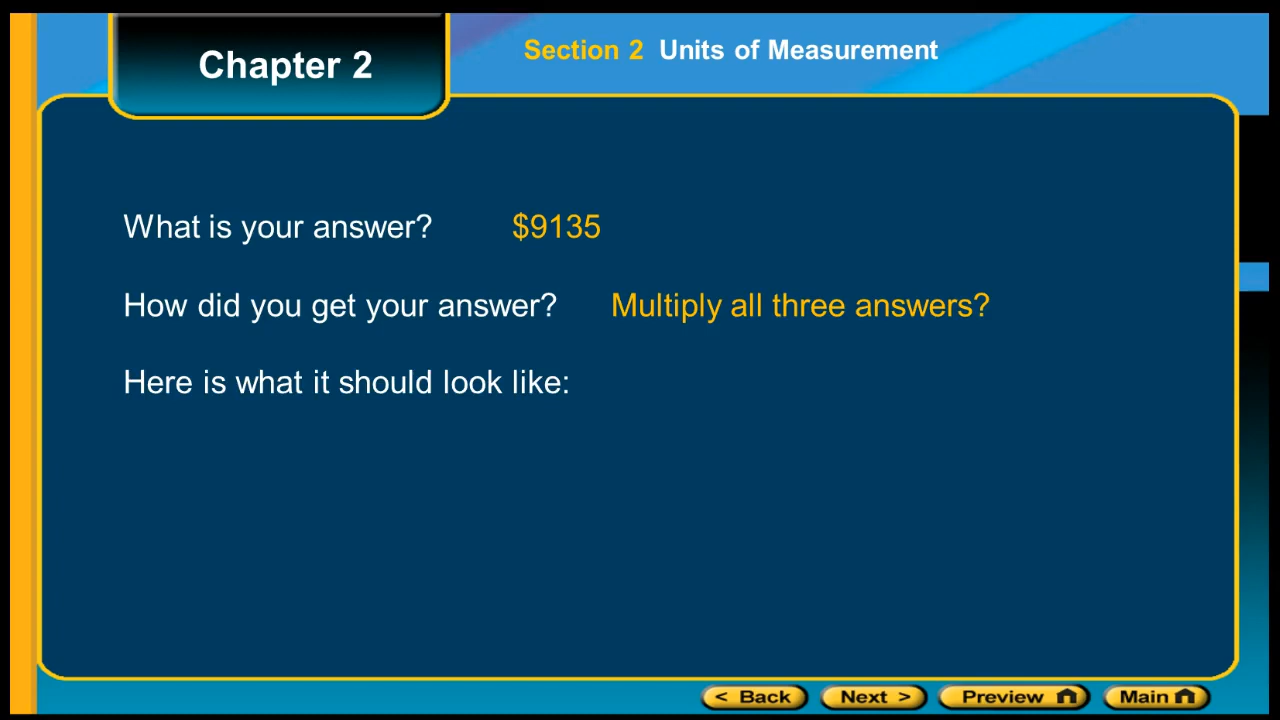 Chapter 2
Section 2 Units of Measurement
What is your answer? $9135
How did you get your answer? Multiply all three answers?
Here is what it should look like:
< Back Next > Preview Main